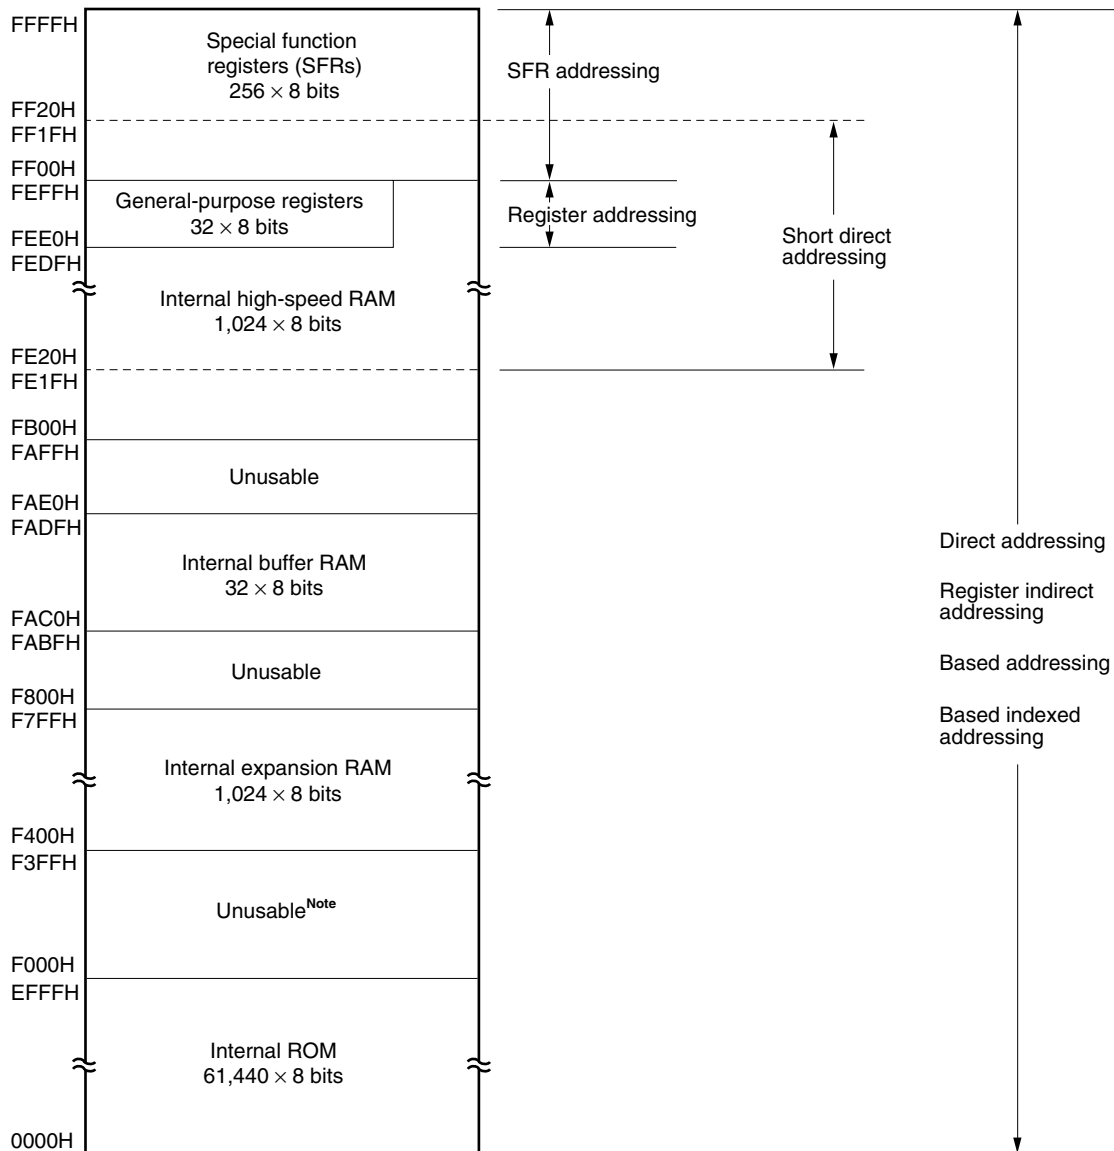 FFFFH
Special function
registers (SFRs)
256 × 8 bits
SFR addressing
FF20H
FF1FH
FF00H
FEFFH
General-purpose registers
32 × 8 bits
Register addressing
Short direct
addressing
FEE0H
FEDFH
Internal high-speed RAM
1,024 × 8 bits
FE20H
FE1FH
FB00H
FAFFH
Unusable
FAE0H
FADFH
Internal buffer RAM
32 × 8 bits
Direct addressing
Register indirect
addressing
Based addressing
Based indexed
addressing
FAC0H
FABFH
Unusable
F800H
F7FFH
Internal expansion RAM
1,024 × 8 bits
F400H
F3FFH
Unusable Note
F000H
EFFFH
Internal ROM
61,440 × 8 bits
0000H